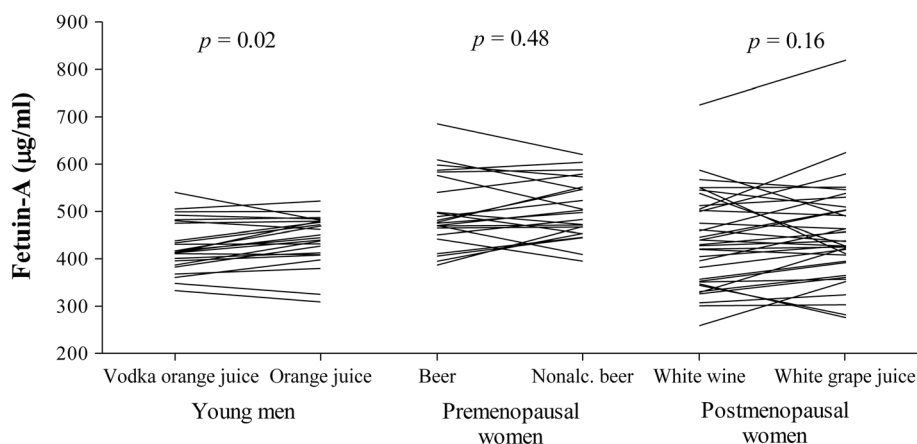 900
800
700
600
500
400
300
200
Fetuin-A (µg/ml)
p = 0.02
p = 0.48
p = 0.16
Vodka orange juice Orange juice
Beer Nonalc. beer
White wine White grape juice
Young men
Premenopausal
women
Postmenopausal
women